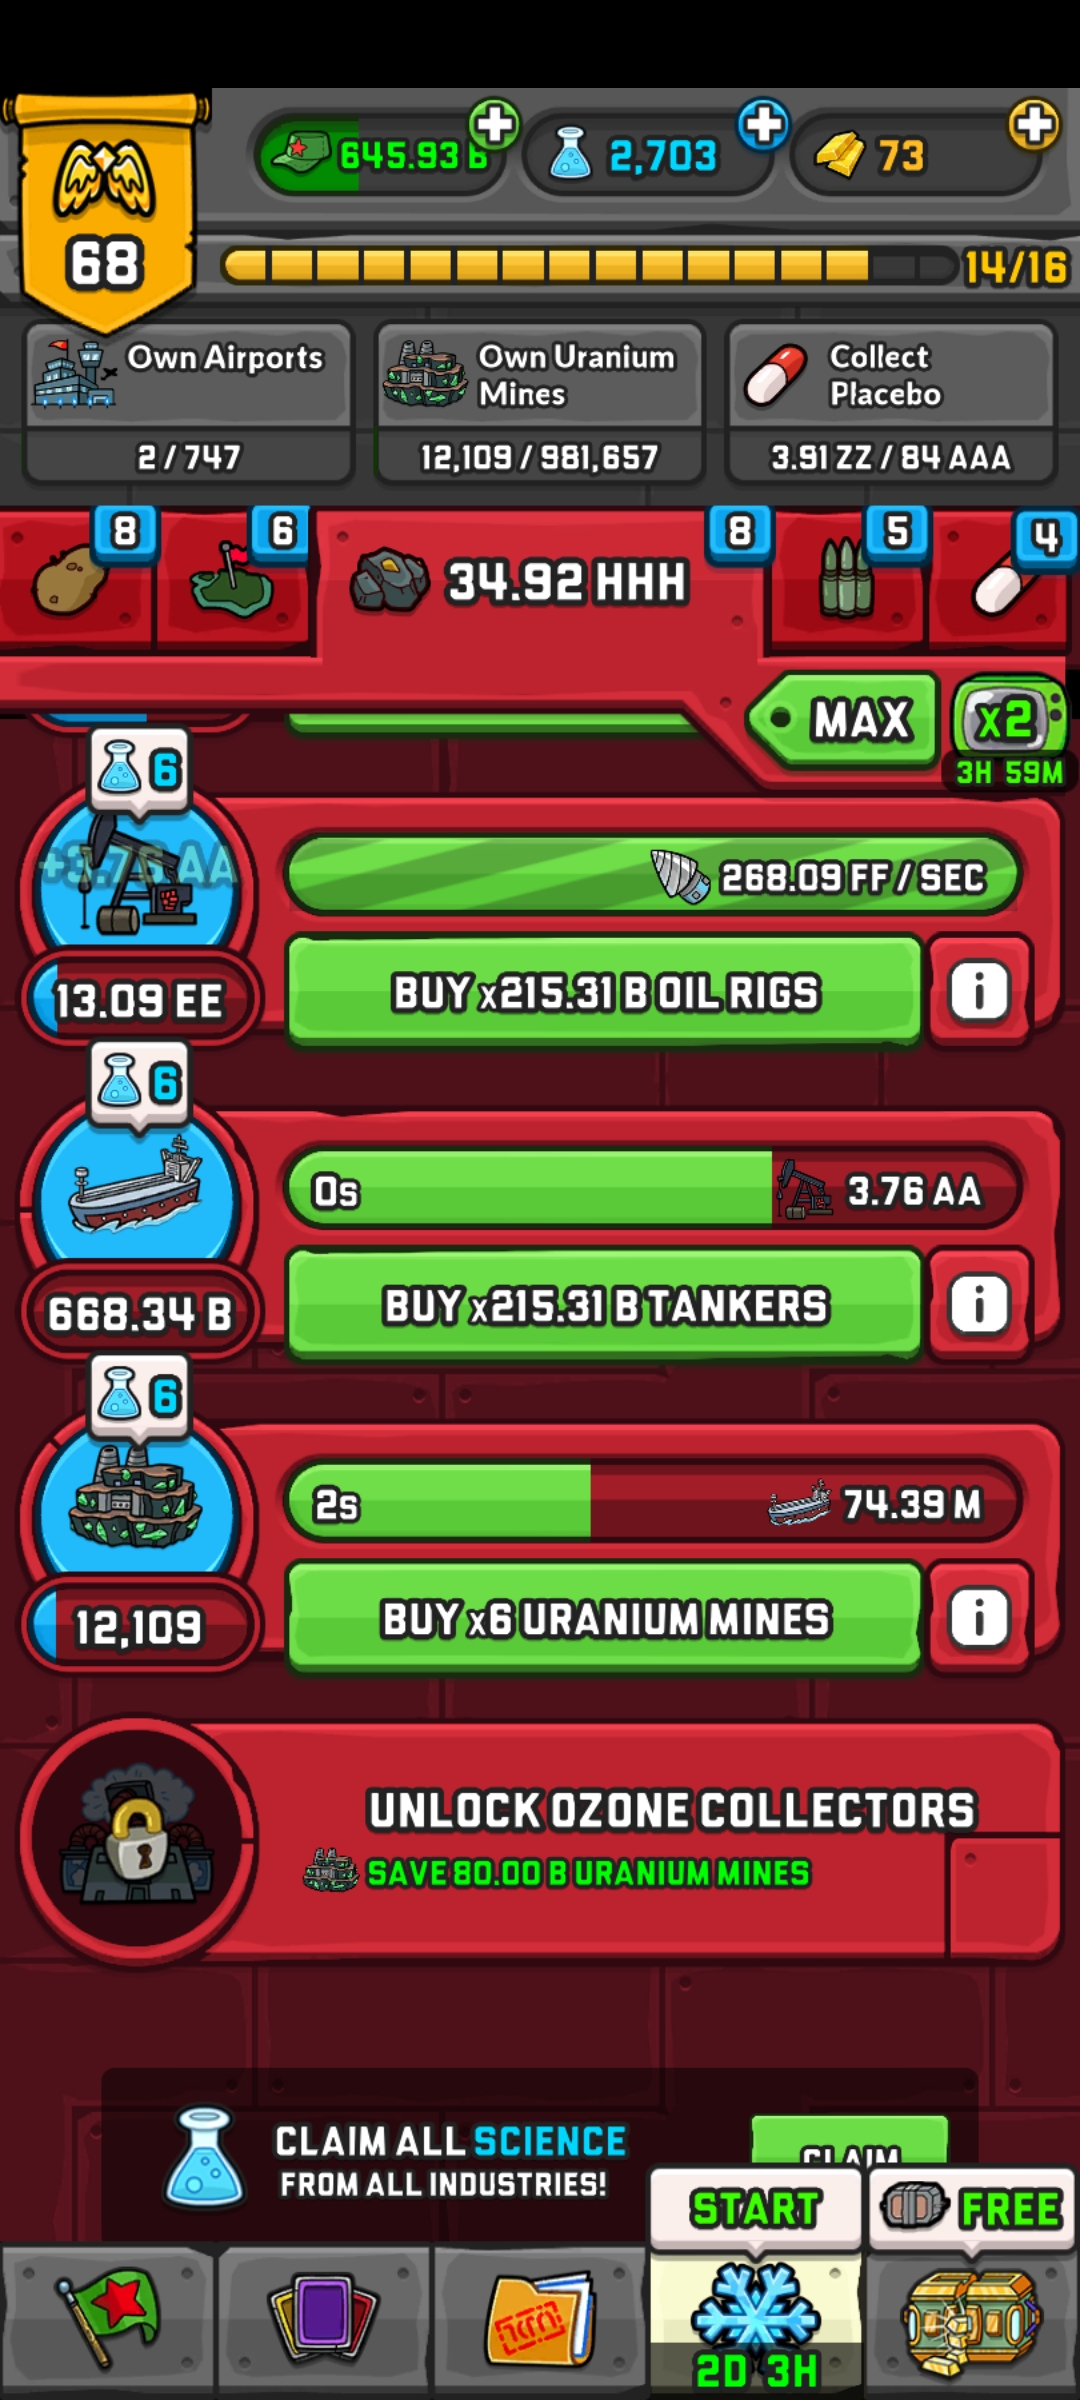 645.93 B
2,703
73
68
14/16
Own Airports
2 / 747
Own Uranium
Mines
12,109 / 981,657
Collect
Placebo
3.91 ZZ / 84 AAA
8
6
34.92 HHH
8
5
4
MAX
x2
3H 59M
6
+3.76 AA
268.09 FF / SEC
13.09 EE
BUY x215.31 B OIL RIGS
i
6
0s
3.76 AA
668.34 B
BUY x215.31 B TANKERS
i
6
2s
74.39 M
12,109
BUY x6 URANIUM MINES
i
UNLOCK OZONE COLLECTORS
SAVE 80.00 B URANIUM MINES
CLAIM ALL SCIENCE
FROM ALL INDUSTRIES!
CLAIM
START
FREE
2D 3H